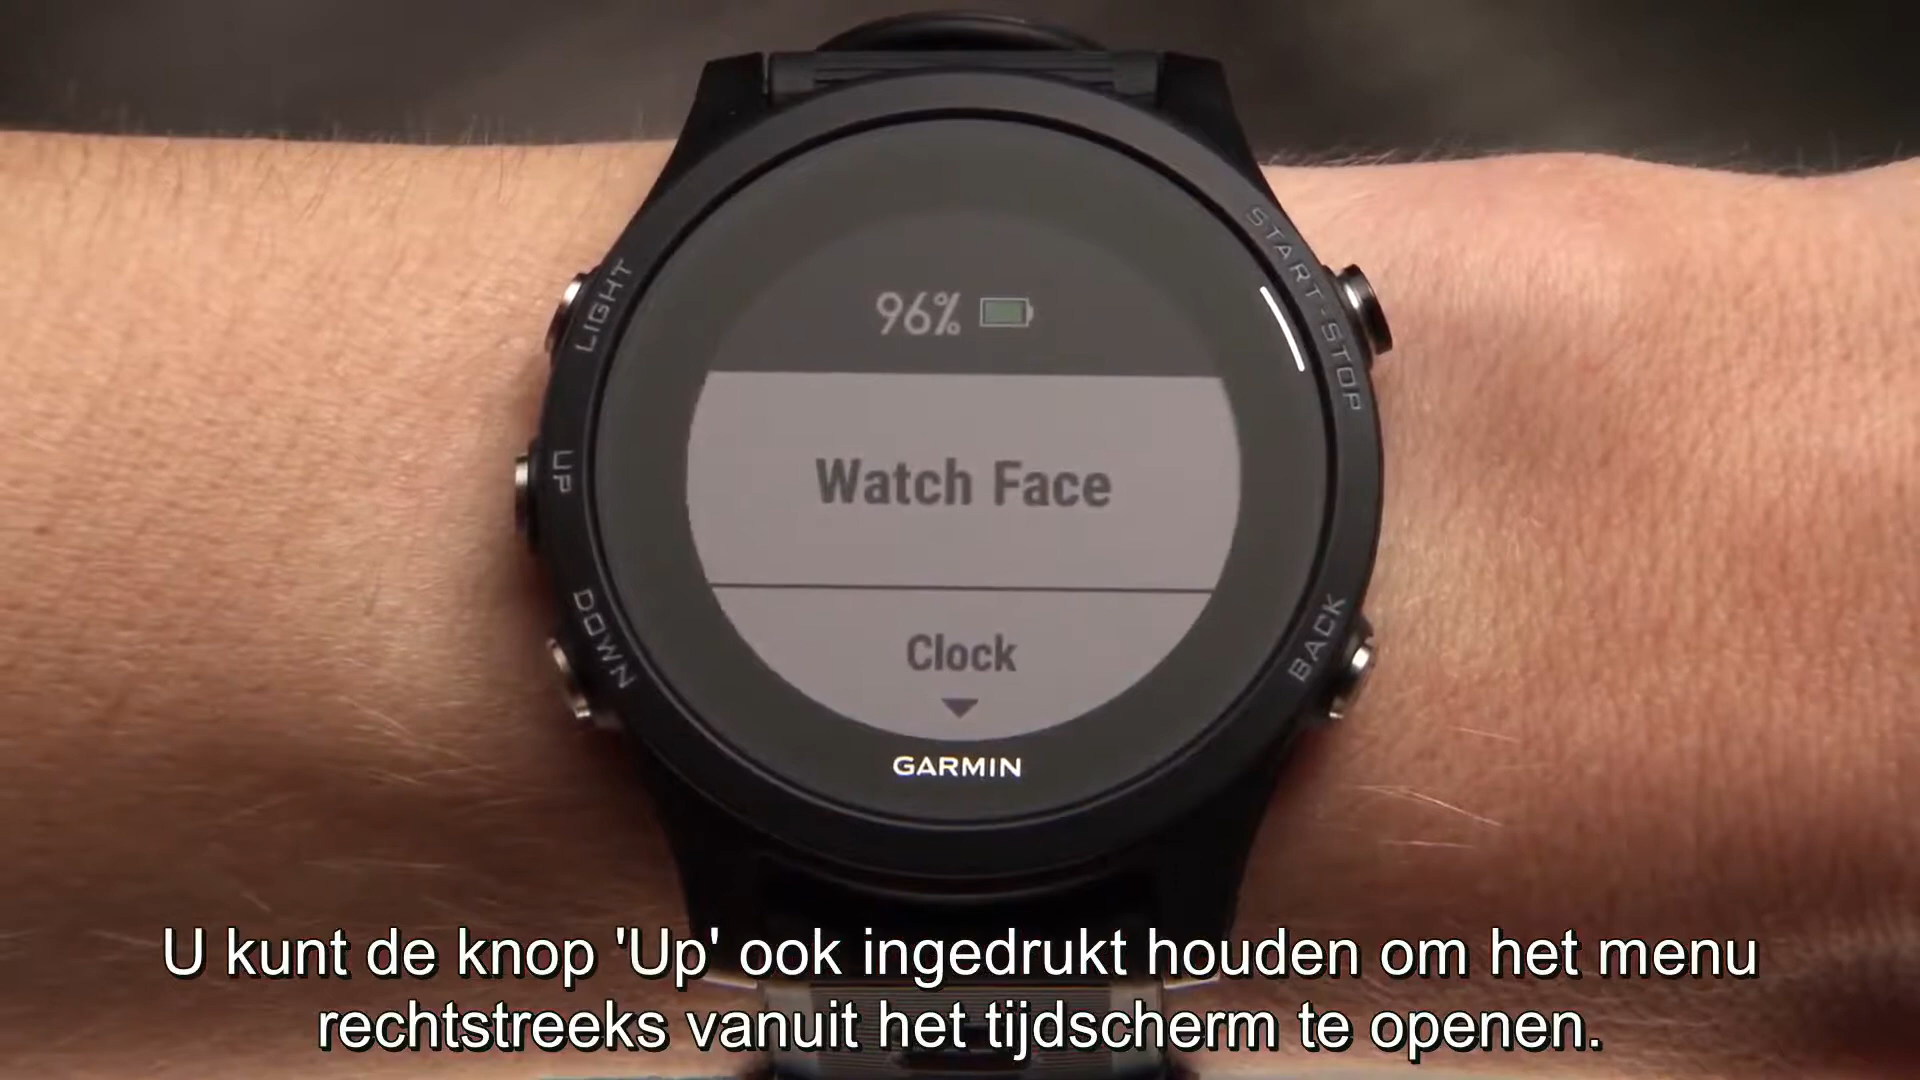 START-STOP
LIGHT
96%
UP
Watch Face
DOWN
BACK
Clock
GARMIN
U kunt de knop 'Up' ook ingedrukt houden om het menu
rechtstreeks vanuit het tijdscherm te openen.